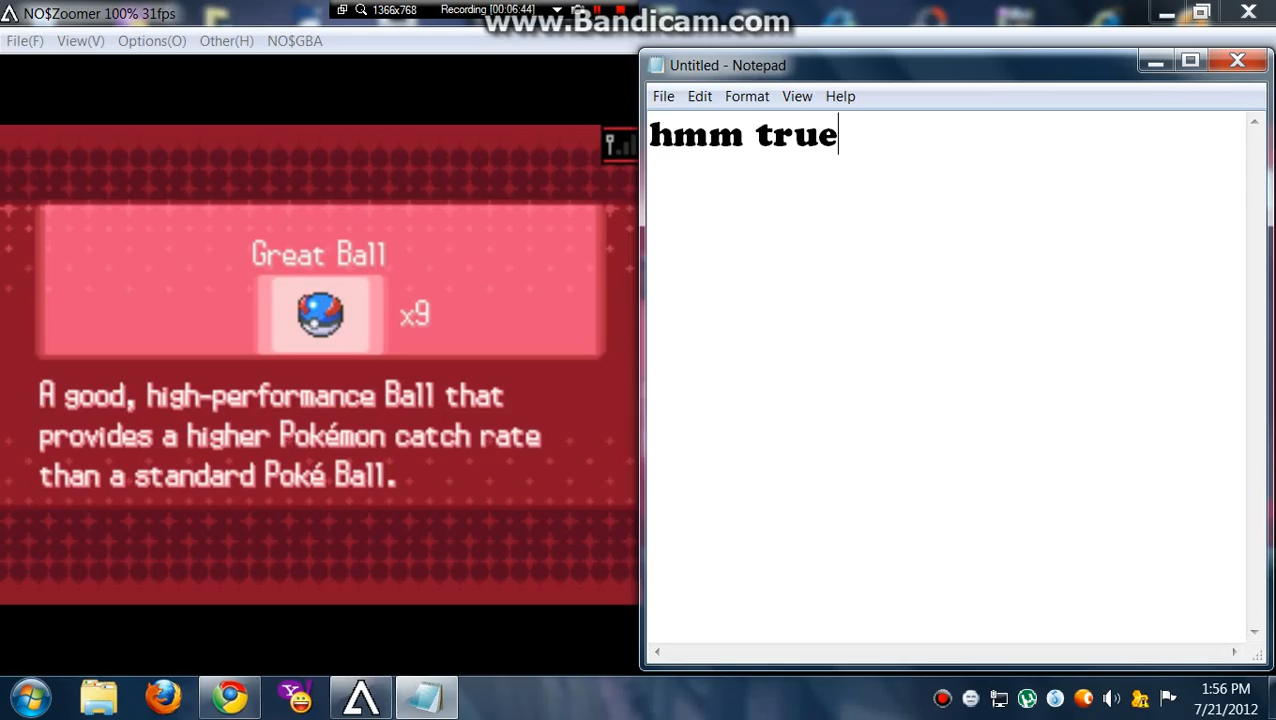 NO$Zoomer 100% 31fps
1366x768
Recording [00:06:44]
www.Bandicam.com
File(F) View(V) Options(O) Other(H) NO$GBA
Untitled - Notepad
File Edit Format View Help
hmm true
Great Ball
x9
A good, high-performance Ball that
provides a higher Pokémon catch rate
than a standard Poké Ball.
1:56 PM
7/21/2012